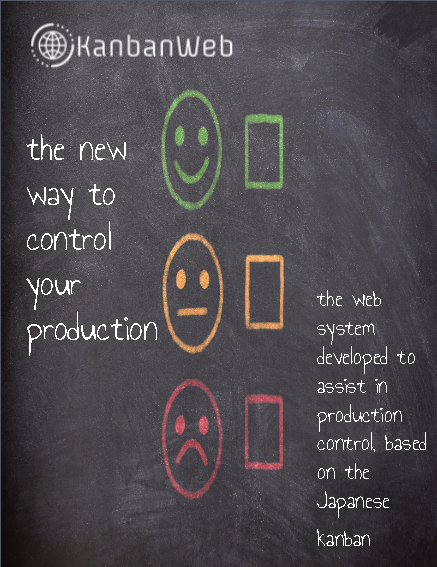 KanbanWeb
the new
way to
control
your
production
the web
system
developed to
assist in
production
control, based
on the
Japanese
kanban